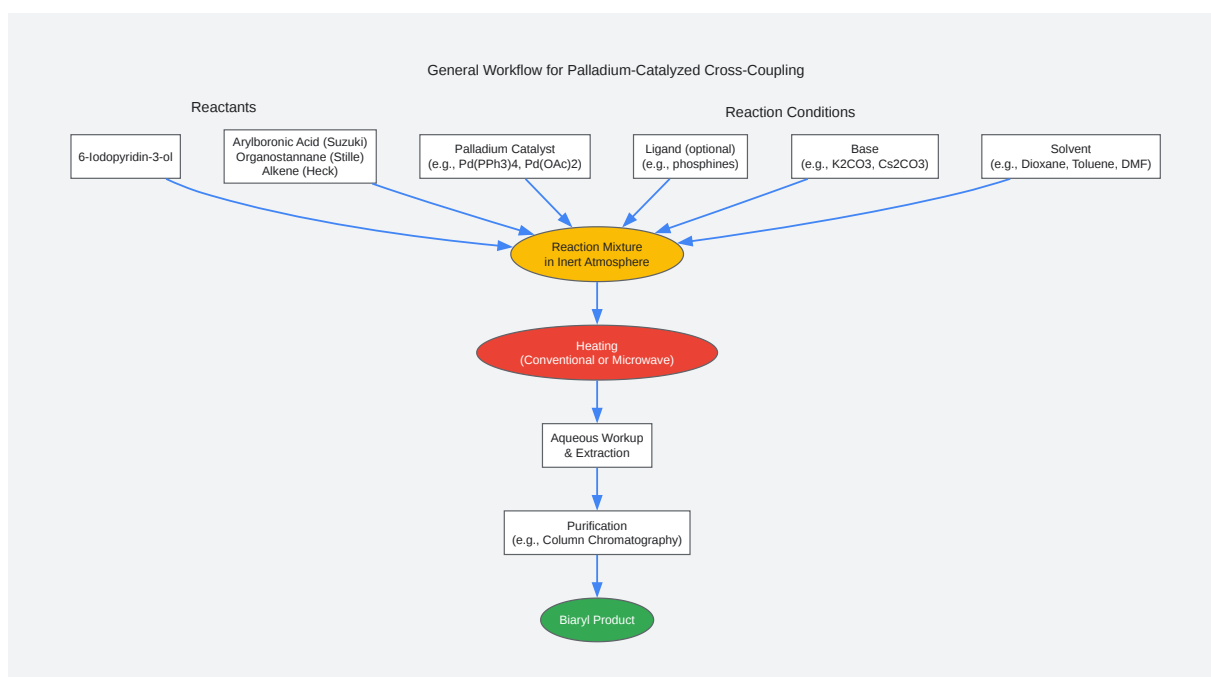 General Workflow for Palladium-Catalyzed Cross-Coupling
Reactants
Reaction Conditions
6-Iodopyridin-3-ol
Arylboronic Acid (Suzuki)
Organostannane (Stille)
Alkene (Heck)
Palladium Catalyst
(e.g., Pd(PPh3)4, Pd(OAc)2)
Ligand (optional)
(e.g., phosphines)
Base
(e.g., K2CO3, Cs2CO3)
Solvent
(e.g., Dioxane, Toluene, DMF)
Reaction Mixture
in Inert Atmosphere
Heating
(Conventional or Microwave)
Aqueous Workup
& Extraction
Purification
(e.g., Column Chromatography)
Biaryl Product